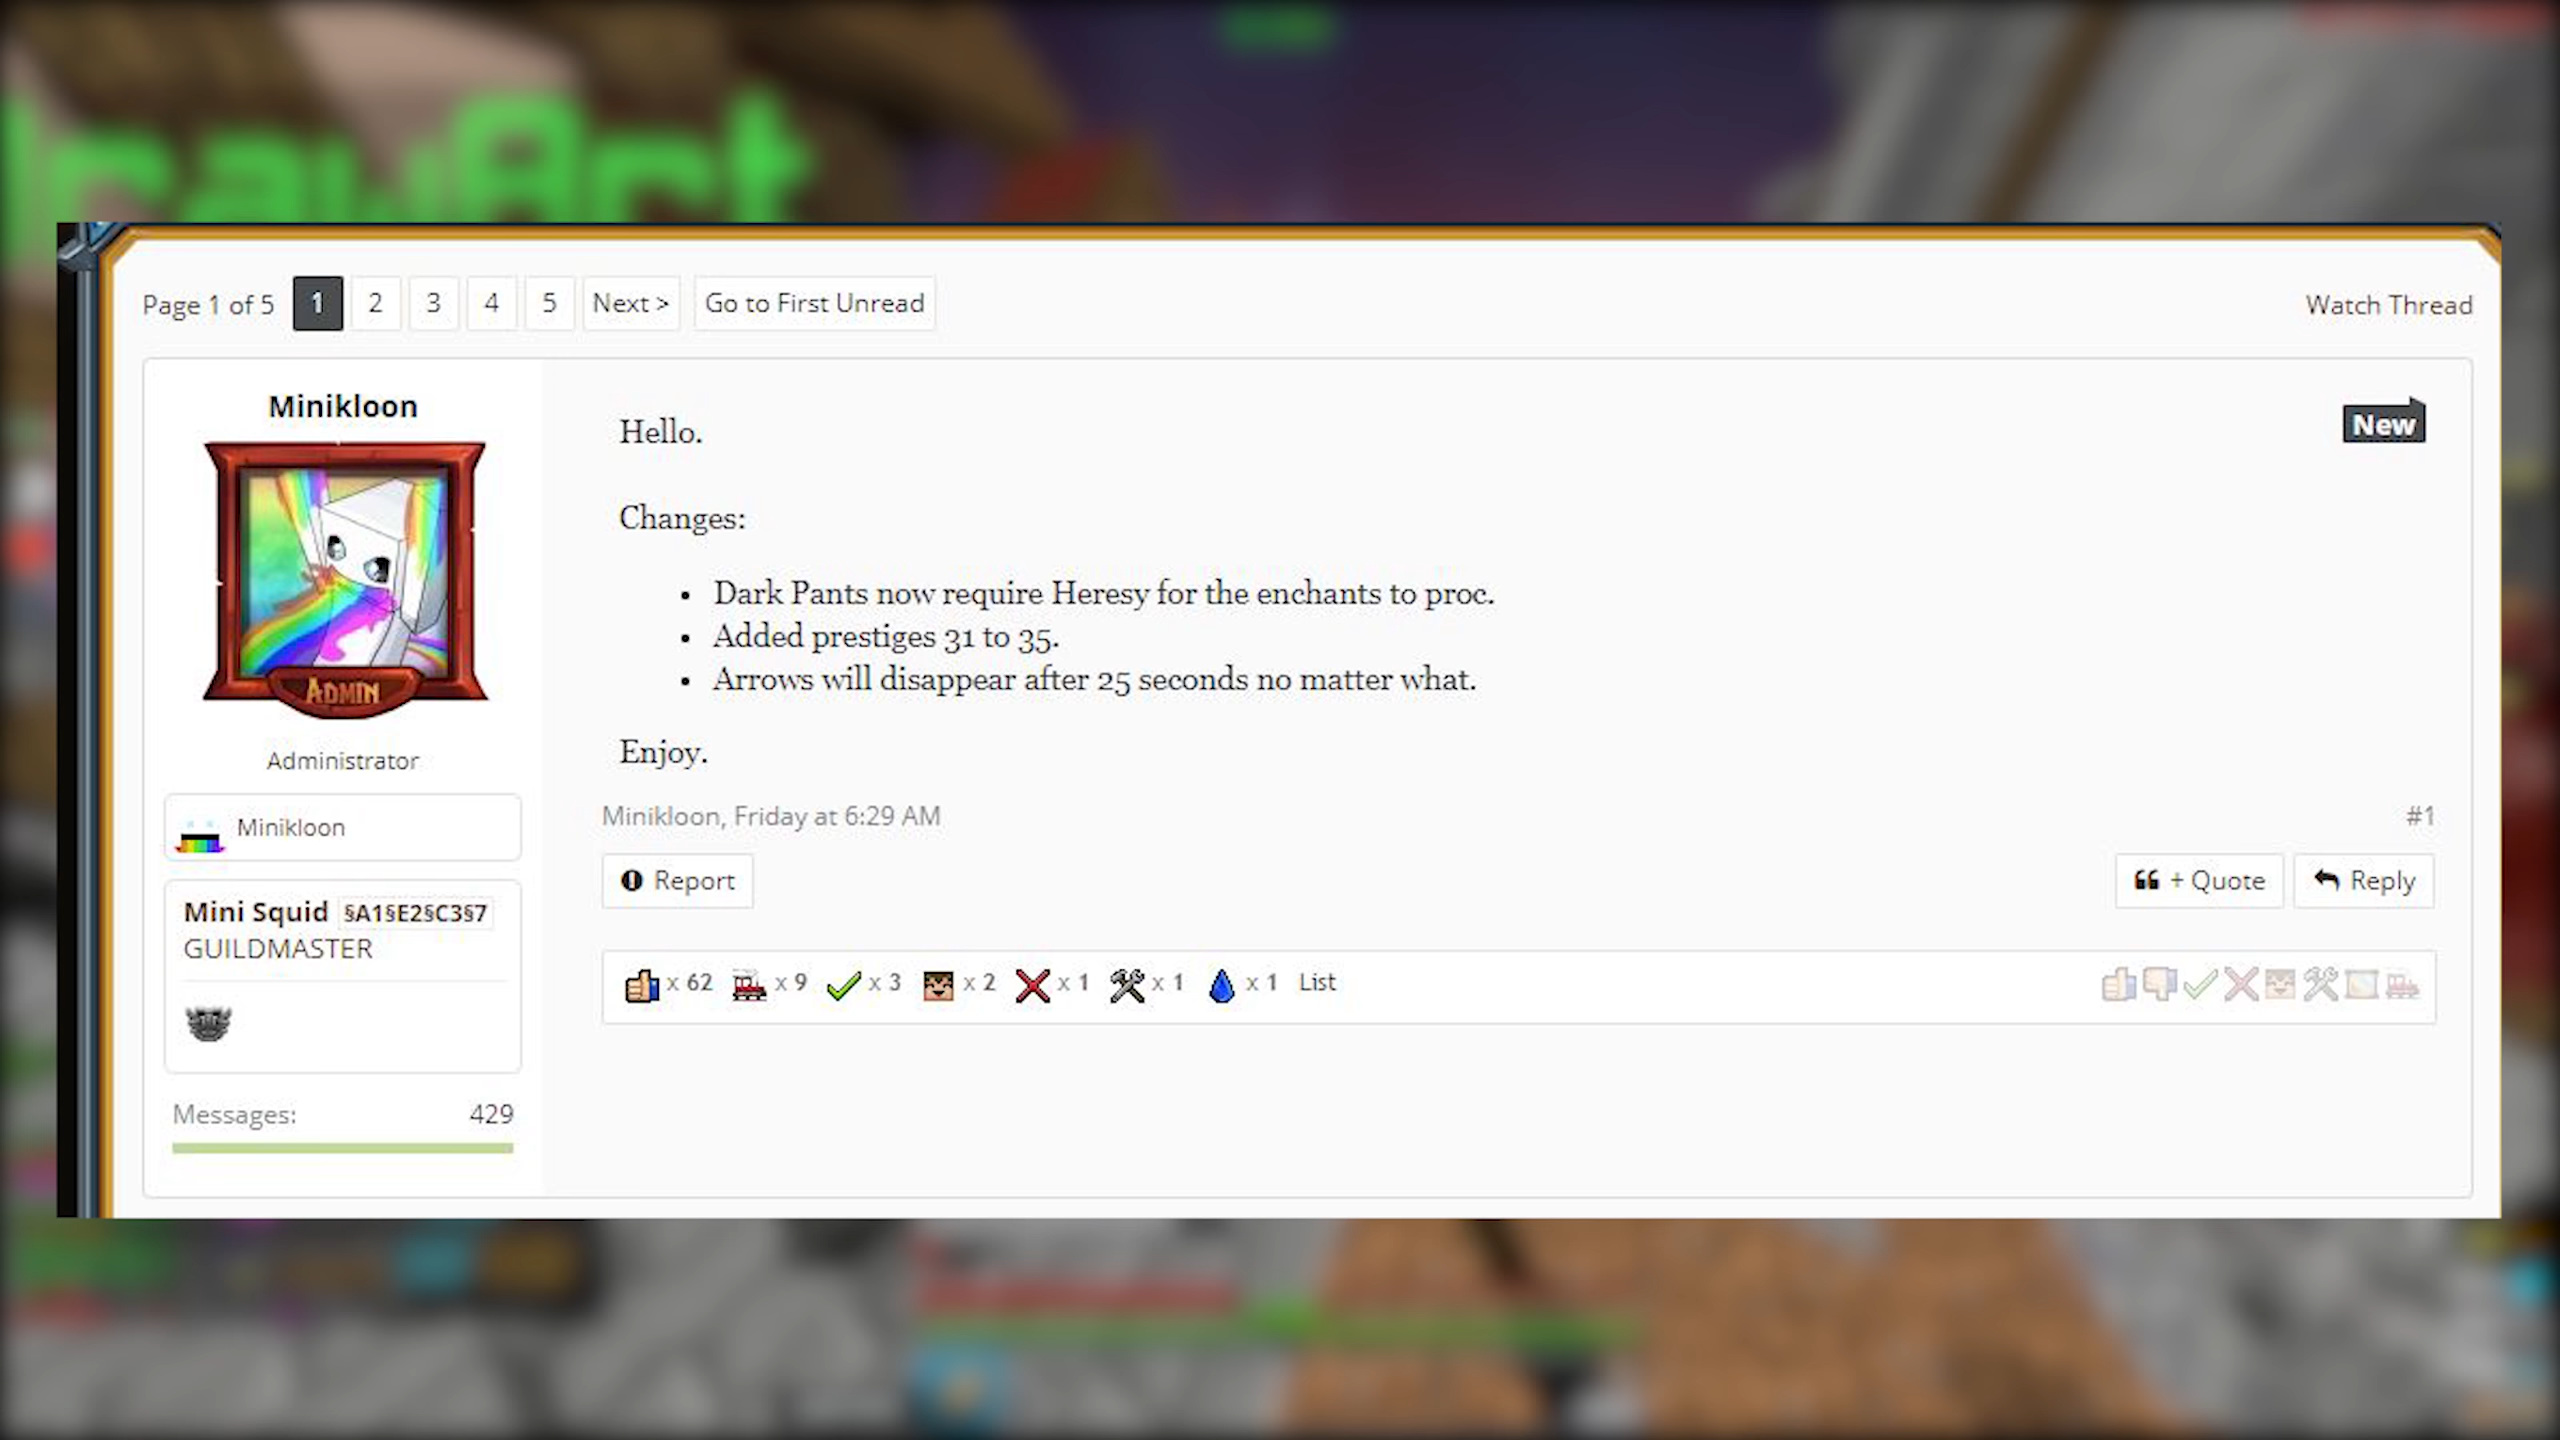 Page 1 of 5 1 2 3 4 5 Next > Go to First Unread Watch Thread
Minikloon
ADMIN
Administrator
Minikloon
Mini Squid §A1§E2§C3§7
GUILDMASTER
Messages: 429
New
Hello.
Changes:
• Dark Pants now require Heresy for the enchants to proc.
• Added prestiges 31 to 35.
• Arrows will disappear after 25 seconds no matter what.
Enjoy.
Minikloon, Friday at 6:29 AM #1
Report + Quote Reply
x 62 x 9 x 3 x 2 x 1 x 1 x 1 List